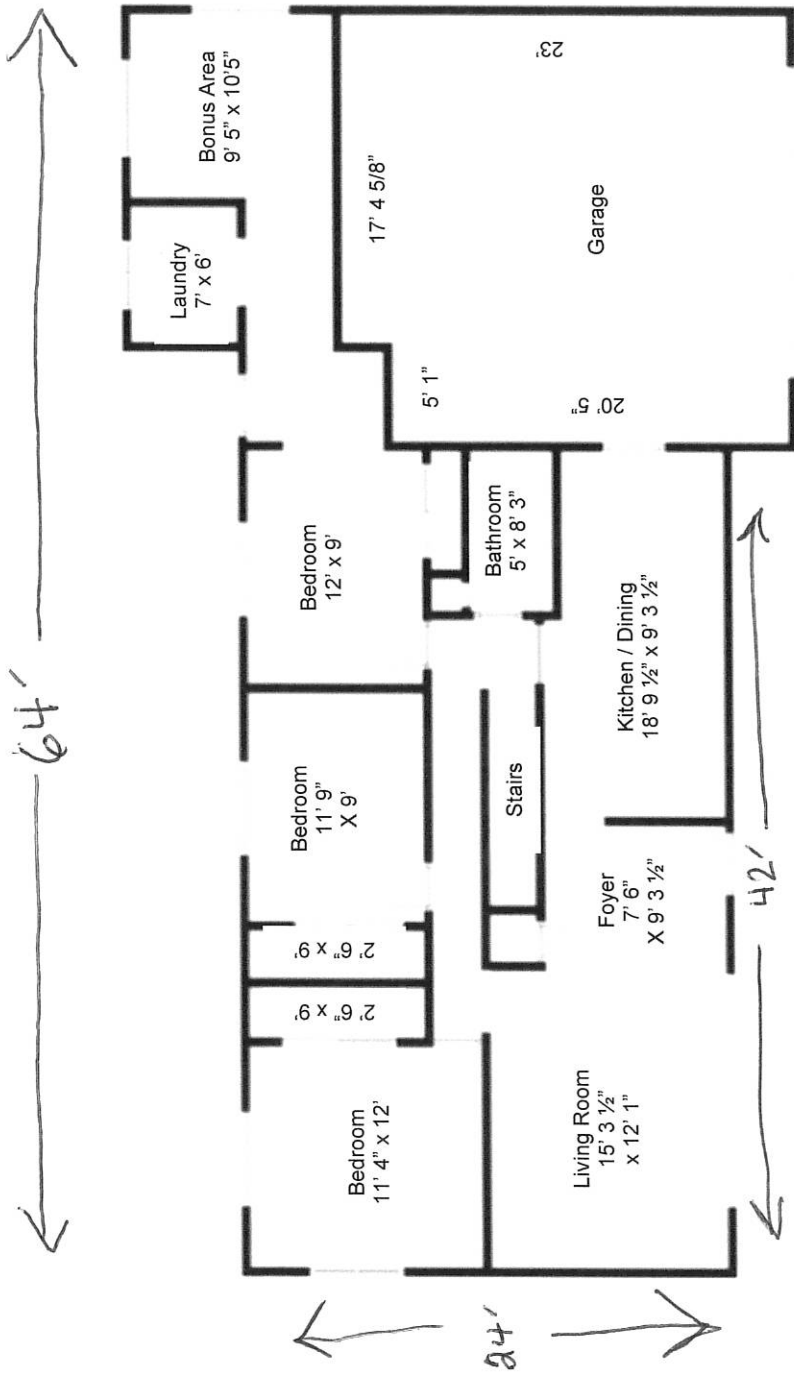 64'
Bonus Area
9' 5" x 10'5"
Laundry
7' x 6'
23'
17' 4 5/8"
Garage
5' 1"
20' 5"
Bedroom
12' x 9'
Bathroom
5' x 8' 3"
Kitchen / Dining
18' 9 ½" x 9' 3 ½"
Bedroom
11' 9"
X 9'
2' 6" x 9'
2' 6" x 9'
Stairs
Foyer
7' 6"
X 9' 3 ½"
Bedroom
11' 4" x 12'
Living Room
15' 3 ½"
x 12' 1"
42'
24'